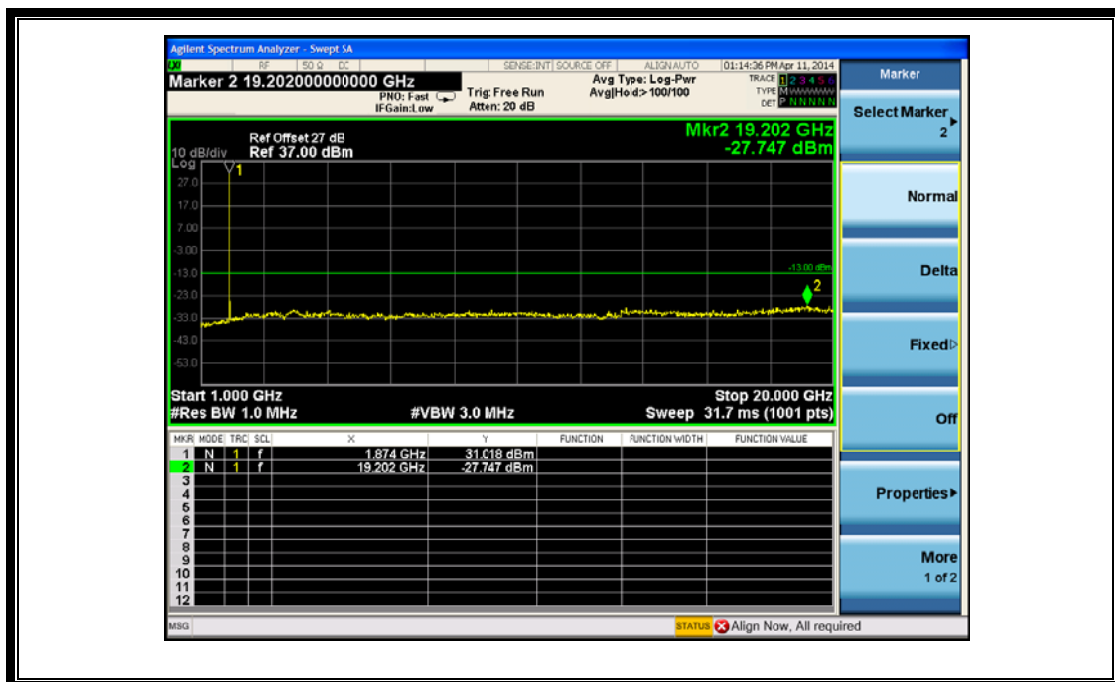 Agilent Spectrum Analyzer - Swept SA
LXI RF 50 Ω DC SENSE:INT SOURCE OFF ALIGN AUTO 01:14:36 PM Apr 11, 2014
Marker 2 19.202000000000 GHz
PNO: Fast
IFGain:Low
Trig: Free Run
Atten: 20 dB
Avg Type: Log-Pwr
Avg|Hold:>100/100
TRACE 1 2 3 4 5 6
TYPE M
DET P N N N N N
Mkr2 19.202 GHz
-27.747 dBm
Ref Offset 27 dB
10 dB/div Ref 37.00 dBm
Log
1
27.0
17.0
7.00
-3.00
-13.0
-13.00 dBm
-23.0
2
-33.0
-43.0
-53.0
Start 1.000 GHz Stop 20.000 GHz
#Res BW 1.0 MHz #VBW 3.0 MHz Sweep 31.7 ms (1001 pts)
MKR MODE TRC SCL X Y FUNCTION FUNCTION WIDTH FUNCTION VALUE
1 N 1 f 1.874 GHz 31.018 dBm
2 N 1 f 19.202 GHz -27.747 dBm
3
4
5
6
7
8
9
10
11
12
MSG STATUS Align Now, All required
Marker
Select Marker
2
Normal
Delta
Fixed
Off
Properties
More
1 of 2